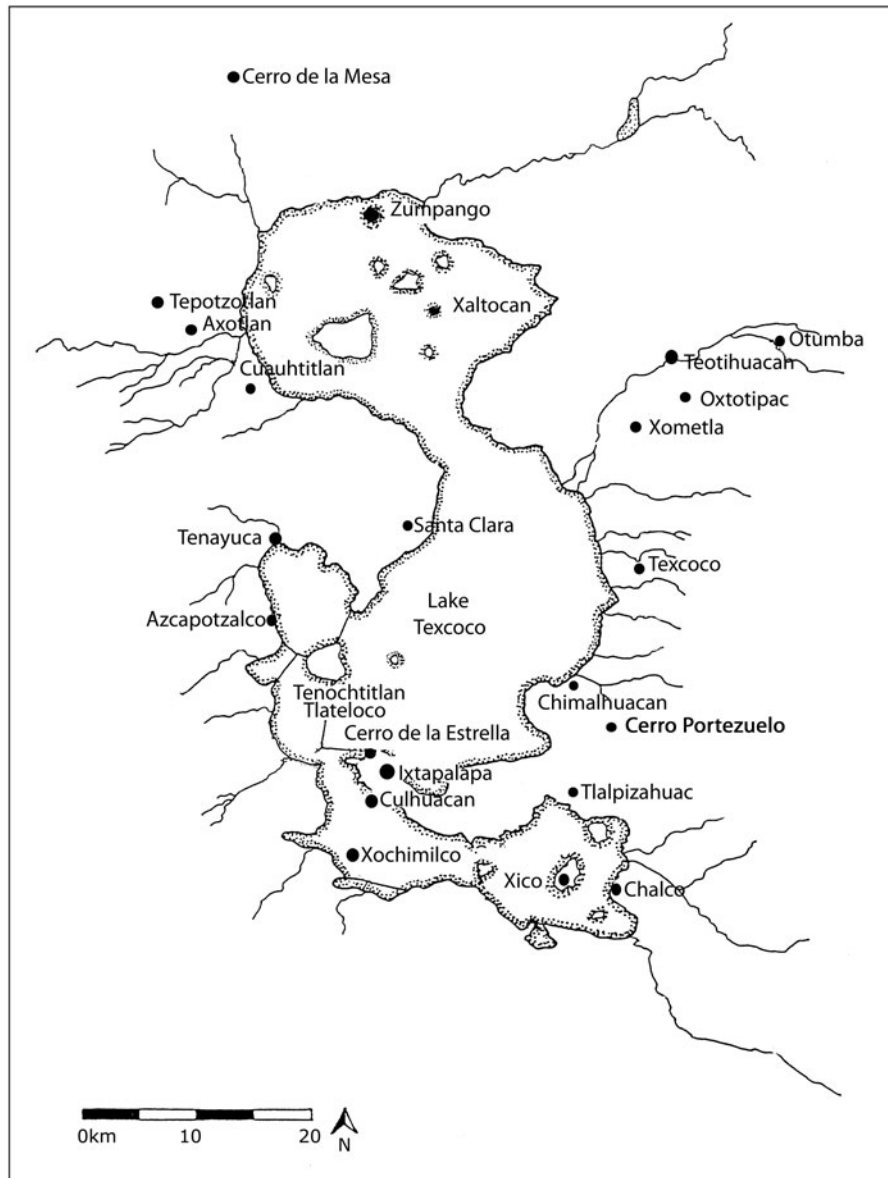 Cerro de la Mesa
Zumpango
Tepotzotlan
Xaltocan
Axotlan
Otumba
Teotihuacan
Cuauhtitlan
Oxtotipac
Xometla
Santa Clara
Tenayuca
Texcoco
Lake
Texcoco
Azcapotzalco
Tenochtitlan
Tlateloco
Chimalhuacan
Cerro Portezuelo
Cerro de la Estrella
Ixtapalapa
Tlalpizahuac
Culhuacan
Xochimilco
Xico
Chalco
0km 10 20
N